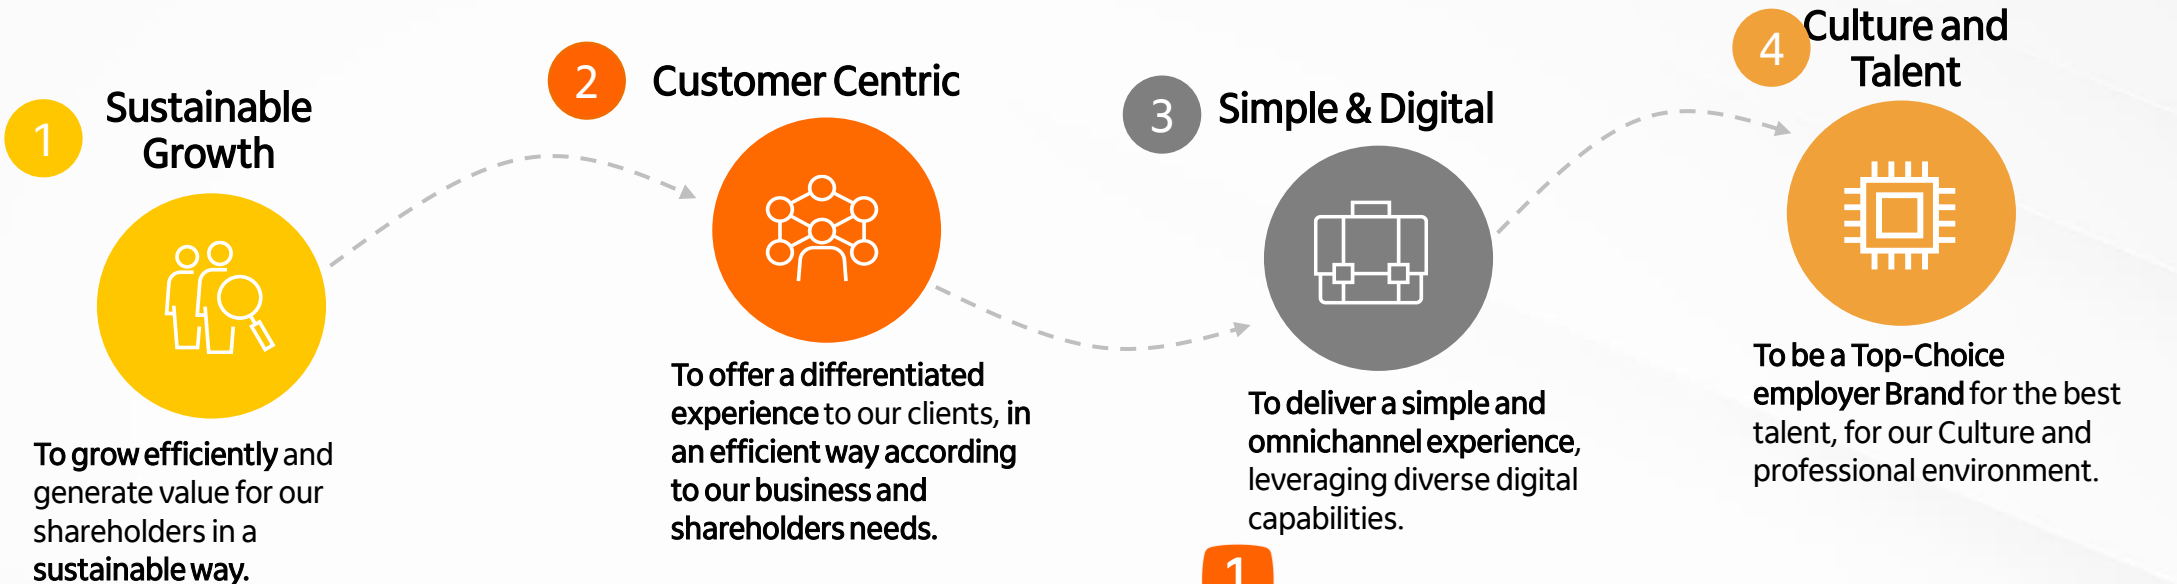 1
Sustainable
Growth
To grow efficiently and
generate value for our
shareholders in a
sustainable way.
2
Customer Centric
To offer a differentiated
experience to our clients, in
an efficient way according
to our business and
shareholders needs.
3
Simple & Digital
To deliver a simple and
omnichannel experience,
leveraging diverse digital
capabilities.
1
4
Culture and
Talent
To be a Top-Choice
employer Brand for the best
talent, for our Culture and
professional environment.